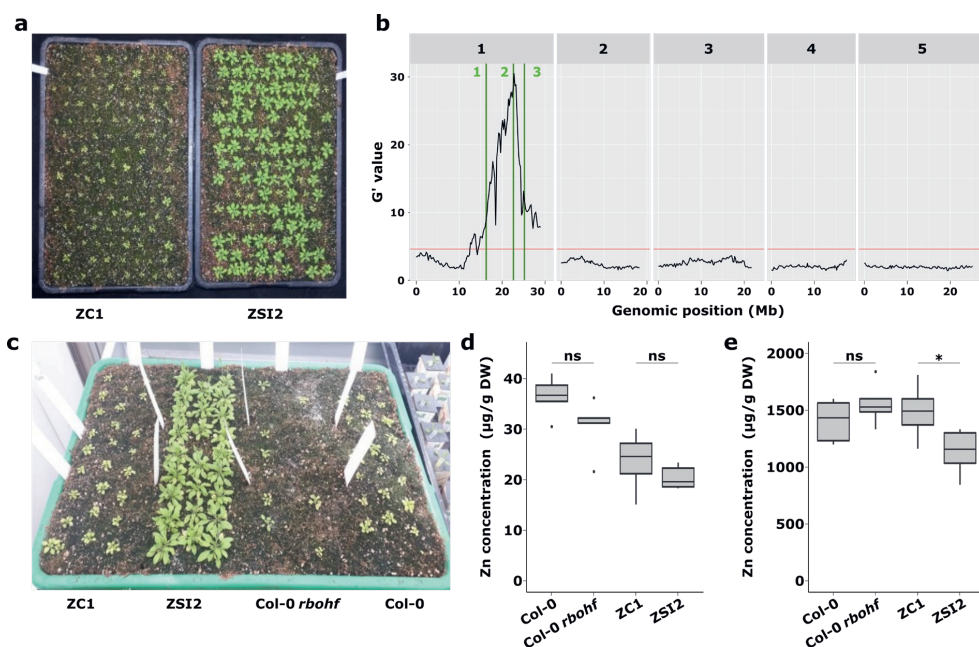 a
ZC1 ZSI2
b
1 2 3 4 5
G' value
30
20
10
0
1 2 3
0 10 20 30 0 10 20 0 10 20 0 10 0 10 20
Genomic position (Mb)
c
ZC1 ZSI2 Col-0 rbohf Col-0
d
Zn concentration (µg/g DW)
40
30
20
10
0
ns ns
Col-0 Col-0 rbohf ZC1 ZSI2
e
Zn concentration (µg/g DW)
2000
1500
1000
500
0
ns *
Col-0 Col-0 rbohf ZC1 ZSI2